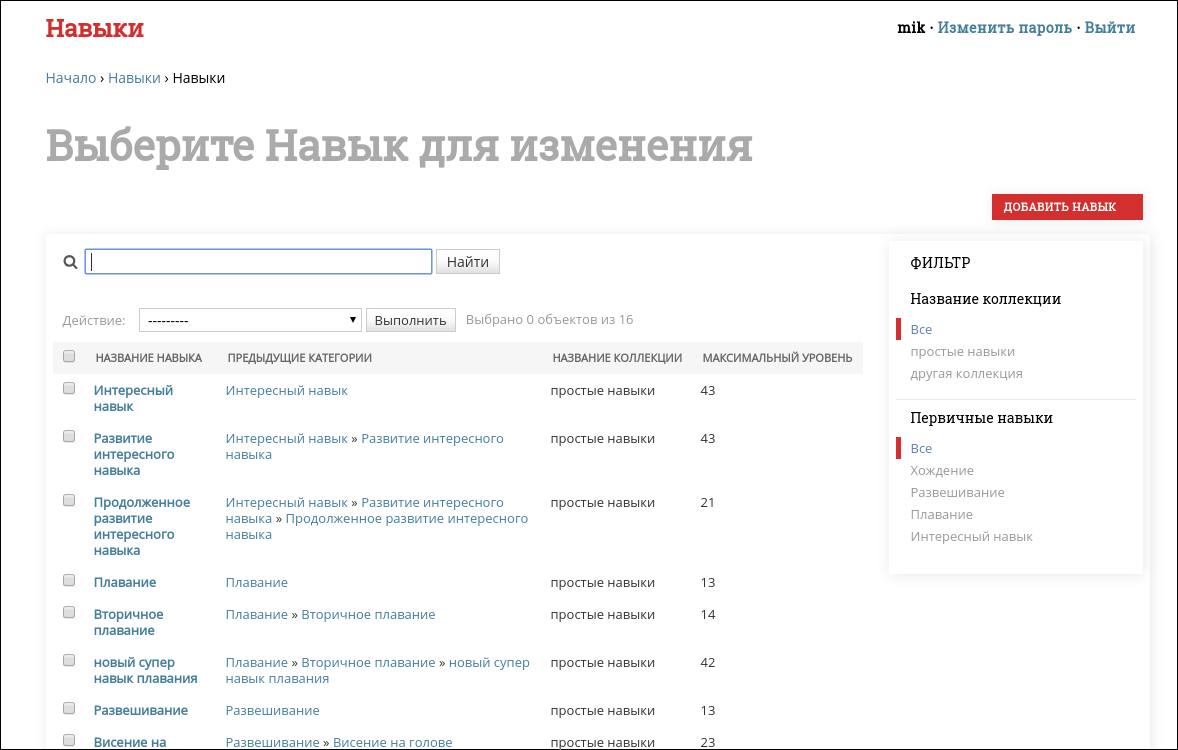 Навыки
mik · Изменить пароль · Выйти
Начало › Навыки › Навыки
Выберите Навык для изменения
ДОБАВИТЬ НАВЫК
Найти
Действие: --------- Выполнить Выбрано 0 объектов из 16
НАЗВАНИЕ НАВЫКА ПРЕДЫДУЩИЕ КАТЕГОРИИ НАЗВАНИЕ КОЛЛЕКЦИИ МАКСИМАЛЬНЫЙ УРОВЕНЬ
Интересный Интересный навык простые навыки 43
навык
Развитие Интересный навык » Развитие интересного простые навыки 43
интересного навыка
навыка
Продолженное Интересный навык » Развитие интересного простые навыки 21
развитие навыка » Продолженное развитие интересного
интересного навыка
навыка
Плавание Плавание простые навыки 13
Вторичное Плавание » Вторичное плавание простые навыки 14
плавание
новый супер Плавание » Вторичное плавание » новый супер простые навыки 42
навык плавания навык плавания
Развешивание Развешивание простые навыки 13
Висение на Развешивание » Висение на голове простые навыки 23
ФИЛЬТР
Название коллекции
Все
простые навыки
другая коллекция
Первичные навыки
Все
Хождение
Развешивание
Плавание
Интересный навык